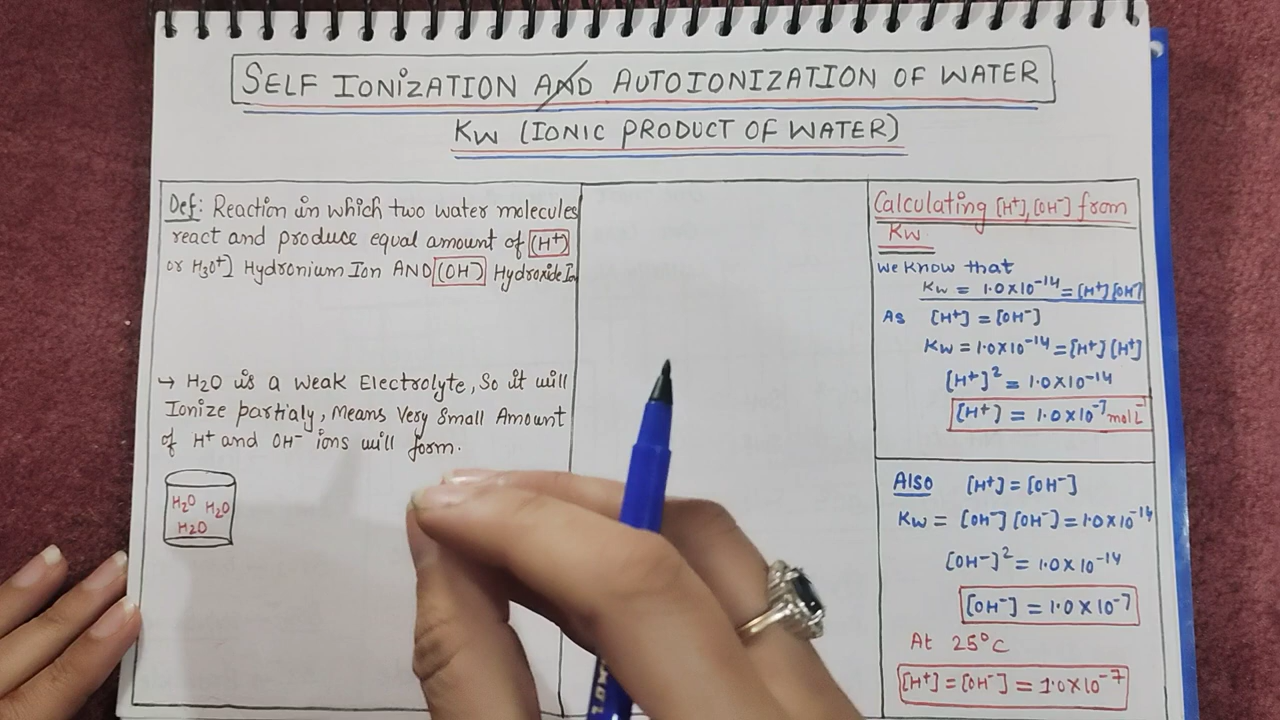 SELF IONIZATION AND AUTOIONIZATION OF WATER
Kw (IONIC PRODUCT OF WATER)
Def: Reaction in which two water molecules
react and produce equal amount of (H+)
or H3O+] Hydronium Ion AND (OH-) Hydroxide Ion
→ H2O is a weak Electrolyte, So it will
Ionize partialy, Means Very Small Amount
of H+ and OH- ions will form.
H2O H2O
H2O
Calculating [H+], [OH-] from
Kw
we know that
Kw = 1.0×10-14 = [H+] [OH-]
As [H+] = [OH-]
Kw = 1.0×10-14 = [H+] [H+]
[H+]2 = 1.0×10-14
[H+] = 1.0×10-7 mol L-
Also [H+] = [OH-]
Kw = [OH-] [OH-] = 1.0×10-14
[OH-]2 = 1.0×10-14
[OH-] = 1.0×10-7
At 25°C
[H+] = [OH-] = 1.0×10-7